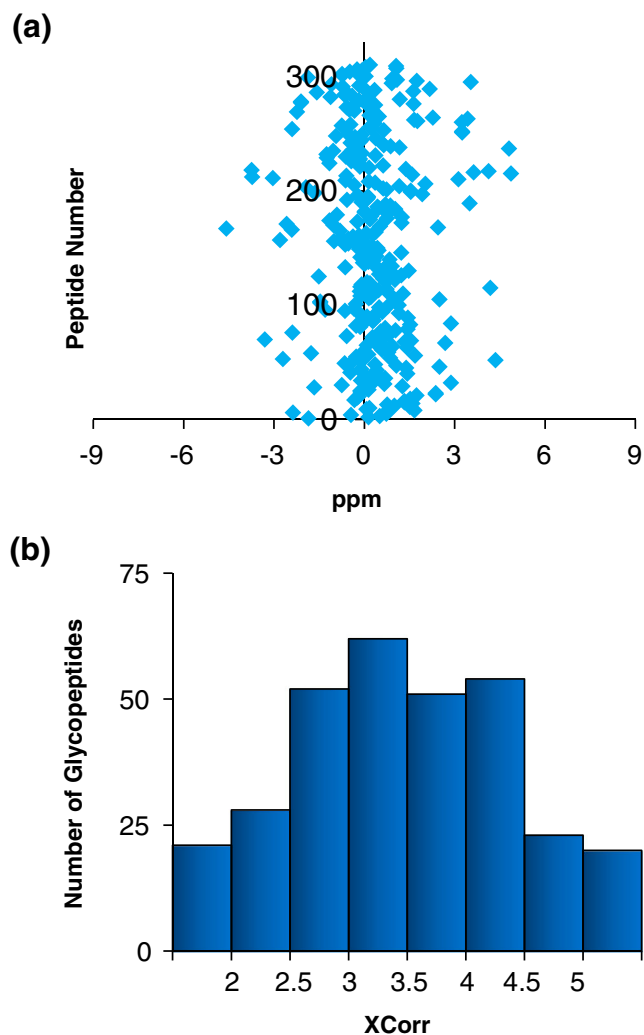 (a)
Peptide Number
300
200
100
0
-9 -6 -3 0 3 6 9
ppm
(b)
Number of Glycopeptides
75
50
25
0
2 2.5 3 3.5 4 4.5 5
XCorr